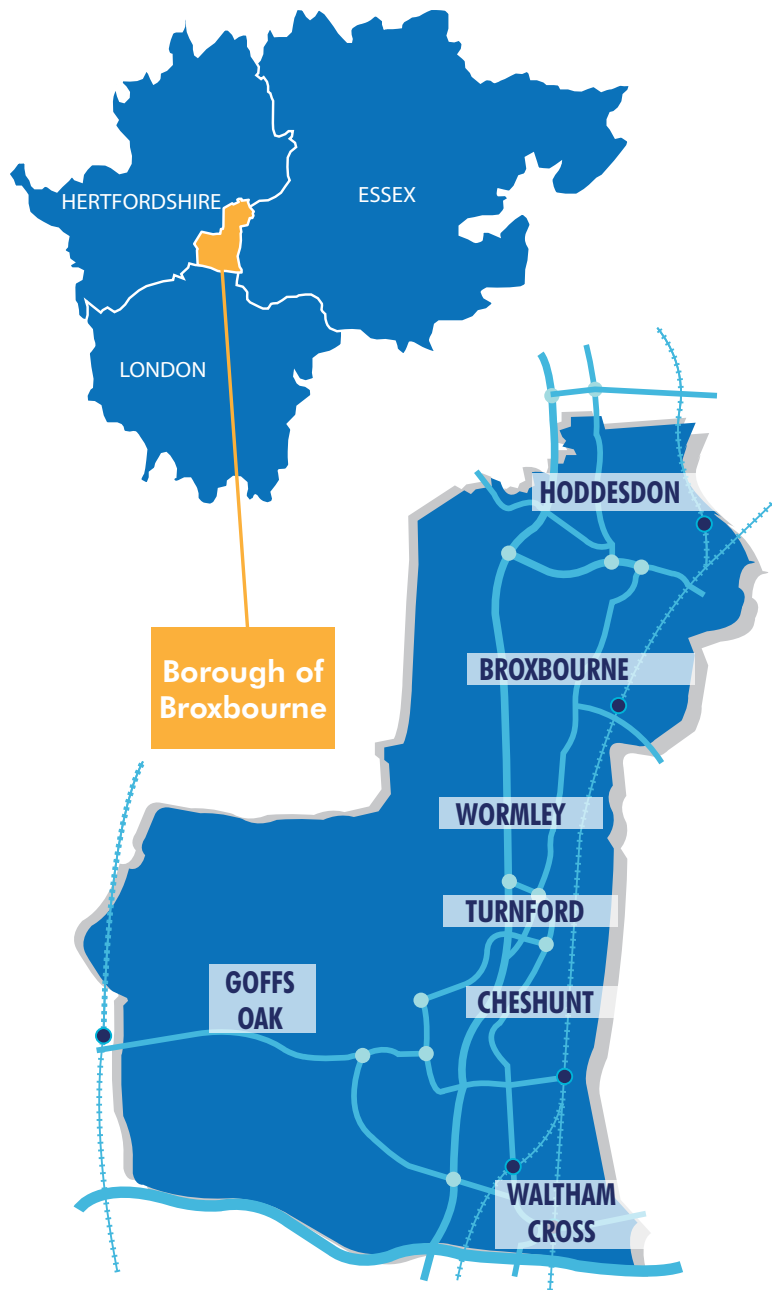 HERTFORDSHIRE
ESSEX
LONDON
Borough of
Broxbourne
HODDESDON
BROXBOURNE
WORMLEY
TURNFORD
GOFFS
OAK
CHESHUNT
WALTHAM
CROSS